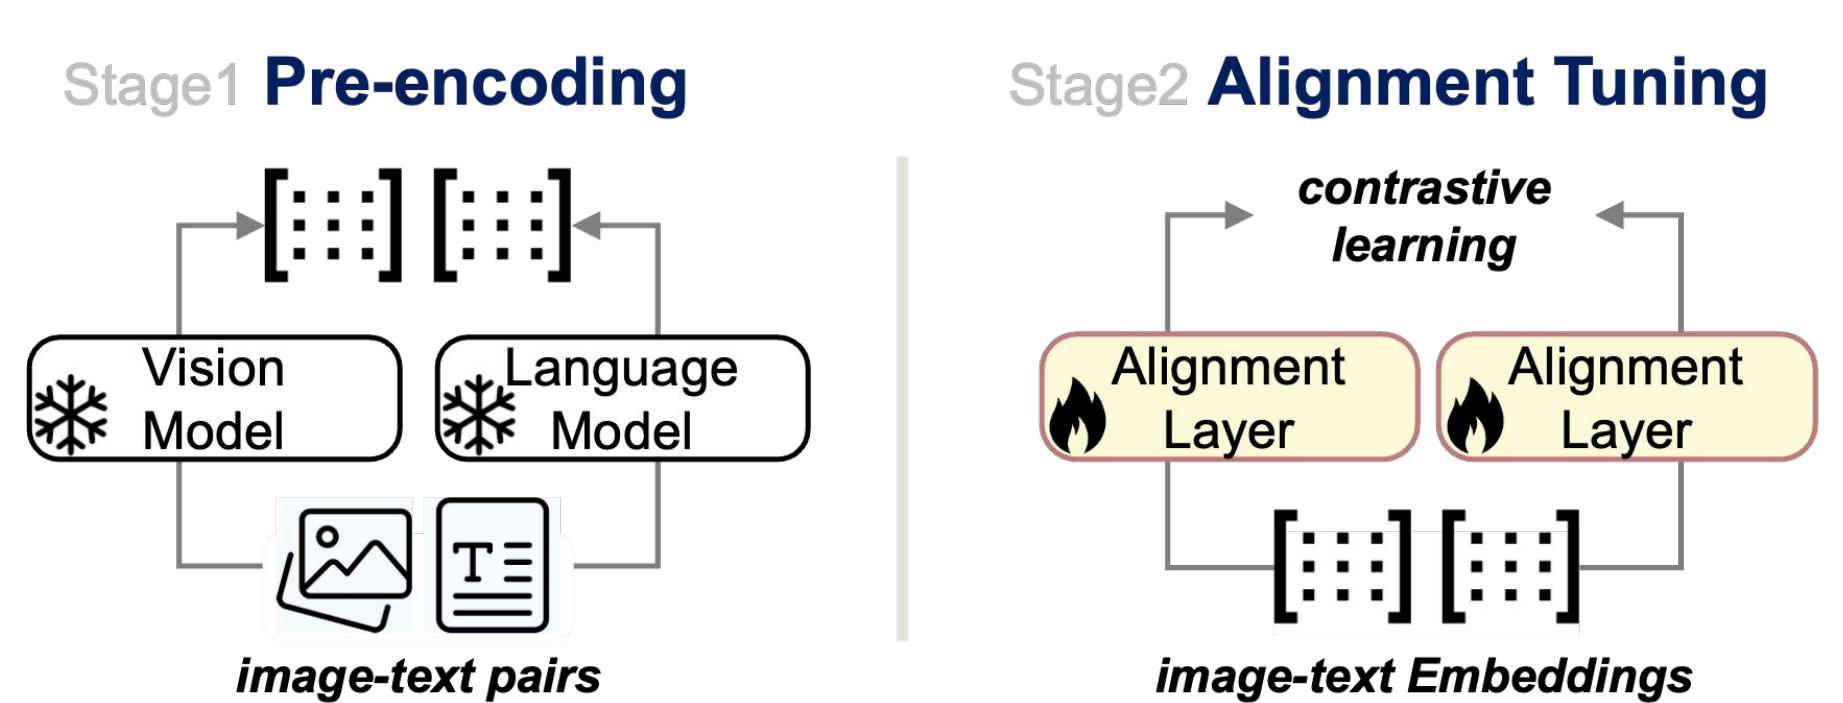 Stage1 Pre-encoding
Vision
Model
Language
Model
T
image-text pairs
Stage2 Alignment Tuning
contrastive
learning
Alignment
Layer
Alignment
Layer
image-text Embeddings